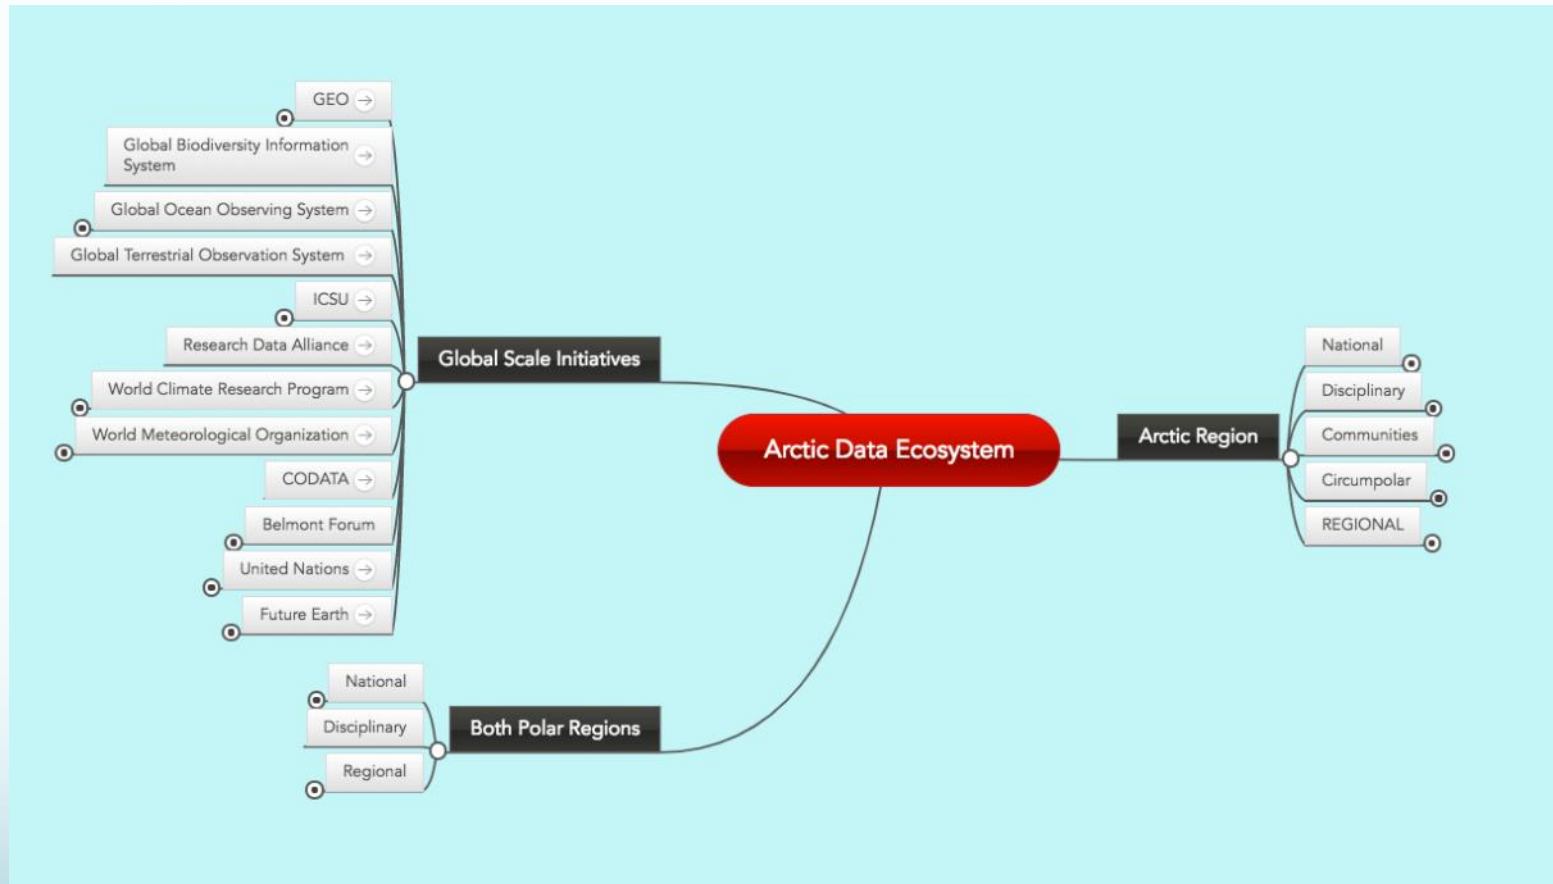 GEO
Global Biodiversity Information
System
Global Ocean Observing System
Global Terrestrial Observation System
ICSU
Research Data Alliance
World Climate Research Program
World Meteorological Organization
CODATA
Belmont Forum
United Nations
Future Earth
Global Scale Initiatives
National
Disciplinary
Regional
Both Polar Regions
Arctic Data Ecosystem
Arctic Region
National
Disciplinary
Communities
Circumpolar
REGIONAL